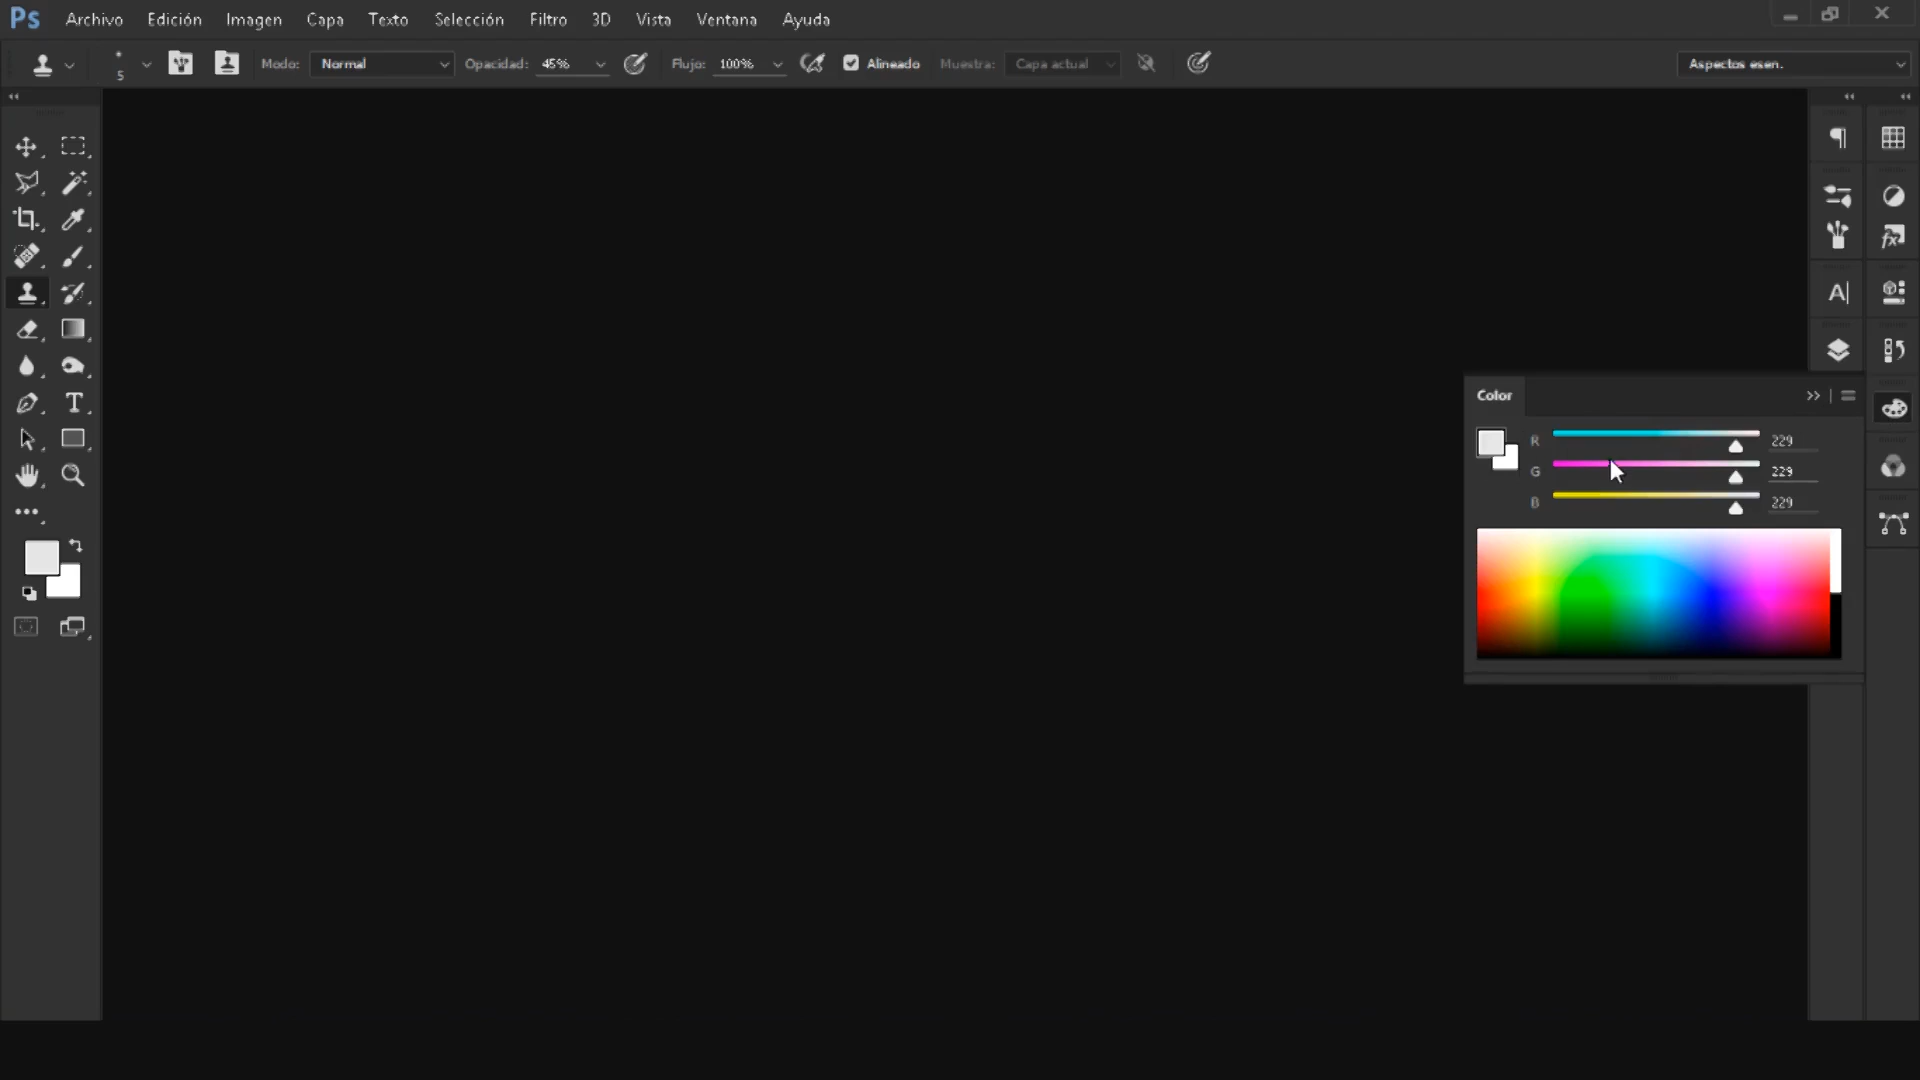 Ps Archivo Edición Imagen Capa Texto Selección Filtro 3D Vista Ventana Ayuda
5 Modo: Normal Opacidad: 45% Flujo: 100% Alineado Muestra: Capa actual Aspectos esen.
Color
R 229
G 229
B 229